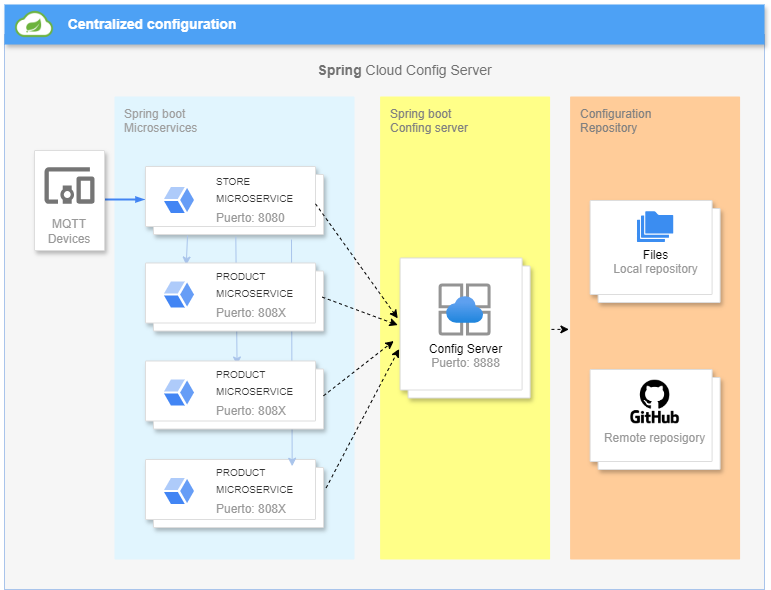 Centralized configuration
Spring Cloud Config Server
Spring boot
Microservices
Spring boot
Confing server
Configuration
Repository
MQTT
Devices
STORE
MICROSERVICE
Puerto: 8080
PRODUCT
MICROSERVICE
Puerto: 808X
PRODUCT
MICROSERVICE
Puerto: 808X
PRODUCT
MICROSERVICE
Puerto: 808X
Config Server
Puerto: 8888
Files
Local repository
GitHub
Remote reposigory